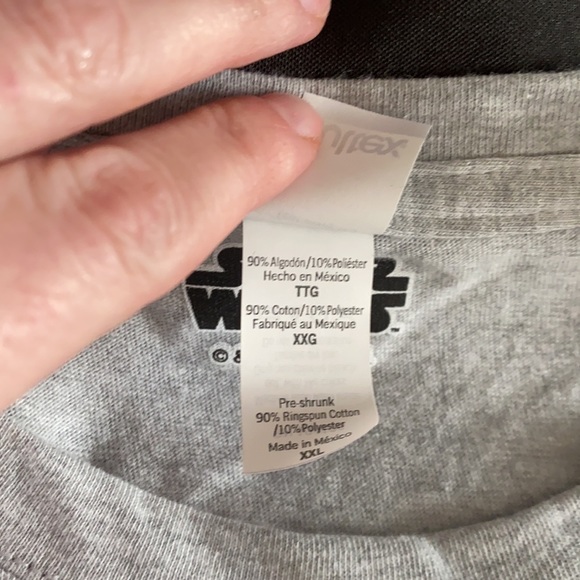 90% Algodón/10%Poliéster
Hecho en México
TTG
90% Coton/10%Polyester
Fabriqué au Mexique
XXG
©
Pre-shrunk
90% Ringspun Cotton
/10%Polyester
Made in México
XXL